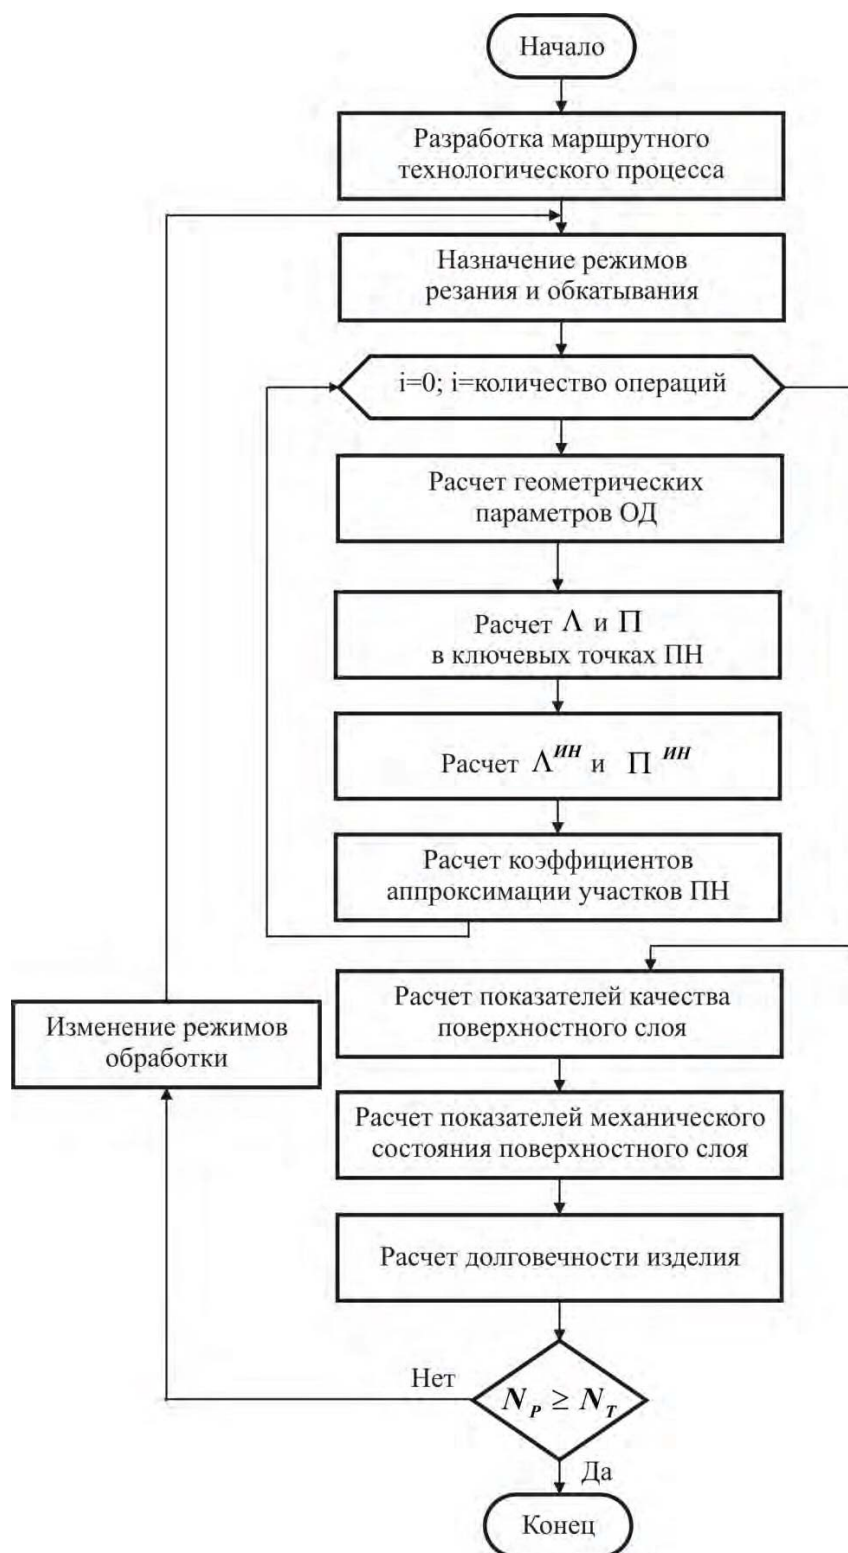 Начало
Разработка маршрутного
технологического процесса
Назначение режимов
резания и обкатывания
i=0; i=количество операций
Расчет геометрических
параметров ОД
Расчет Λ и П
в ключевых точках ПН
Расчет Λ^ИН и П^ИН
Расчет коэффициентов
аппроксимации участков ПН
Расчет показателей качества
поверхностного слоя
Изменение режимов
обработки
Расчет показателей механического
состояния поверхностного слоя
Расчет долговечности изделия
Нет
N_P ≥ N_T
Да
Конец